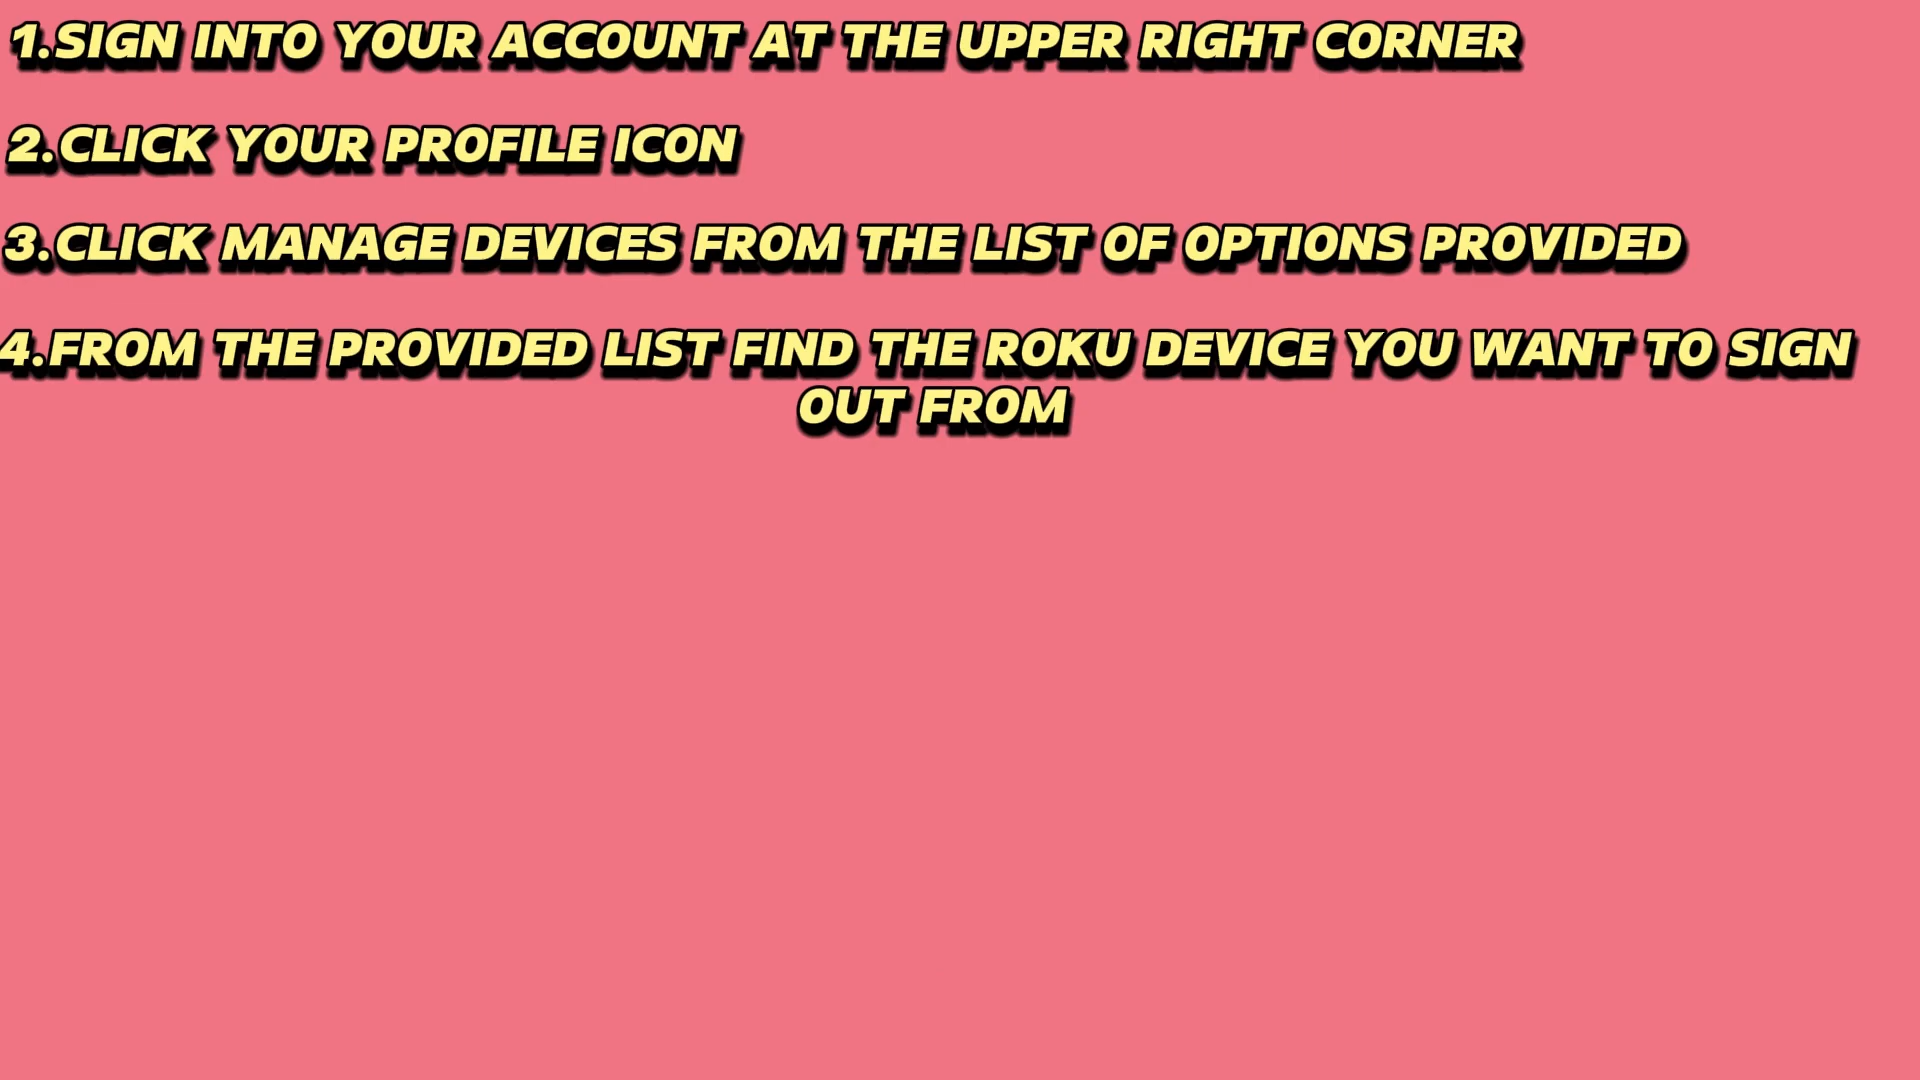 1.SIGN INTO YOUR ACCOUNT AT THE UPPER RIGHT CORNER
2.CLICK YOUR PROFILE ICON
3.CLICK MANAGE DEVICES FROM THE LIST OF OPTIONS PROVIDED
4.FROM THE PROVIDED LIST FIND THE ROKU DEVICE YOU WANT TO SIGN
OUT FROM